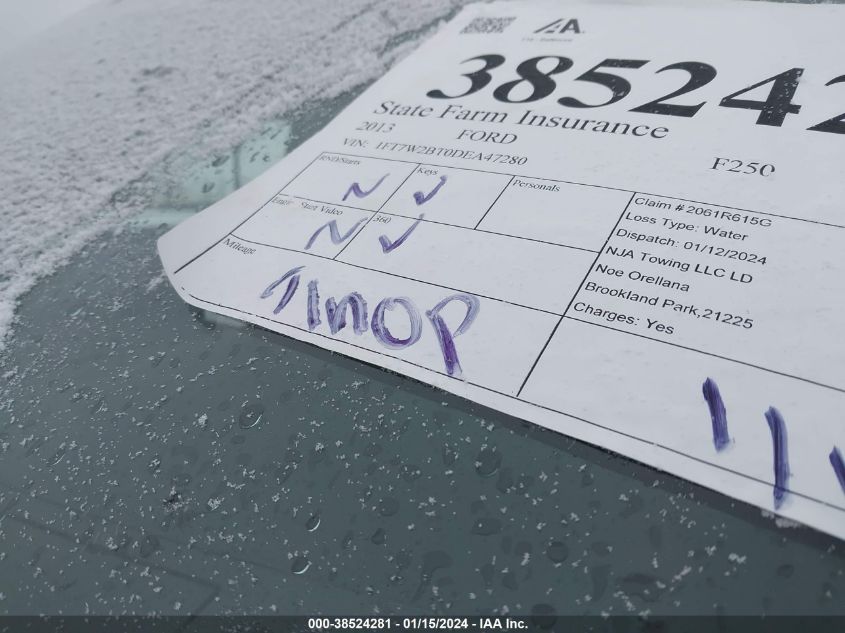 IAA
38524
State Farm Insurance
2013 FORD F250
VIN: 1FT7W2BT0DEA47280
Keys
Personals
Start Video 360
Mileage
N ✓
N ✓
INOP
Claim # 2061R615G
Loss Type: Water
Dispatch: 01/12/2024
NJA Towing LLC LD
Noe Orellana
Brookland Park,21225
Charges: Yes
000-38524281 - 01/15/2024 - IAA Inc.